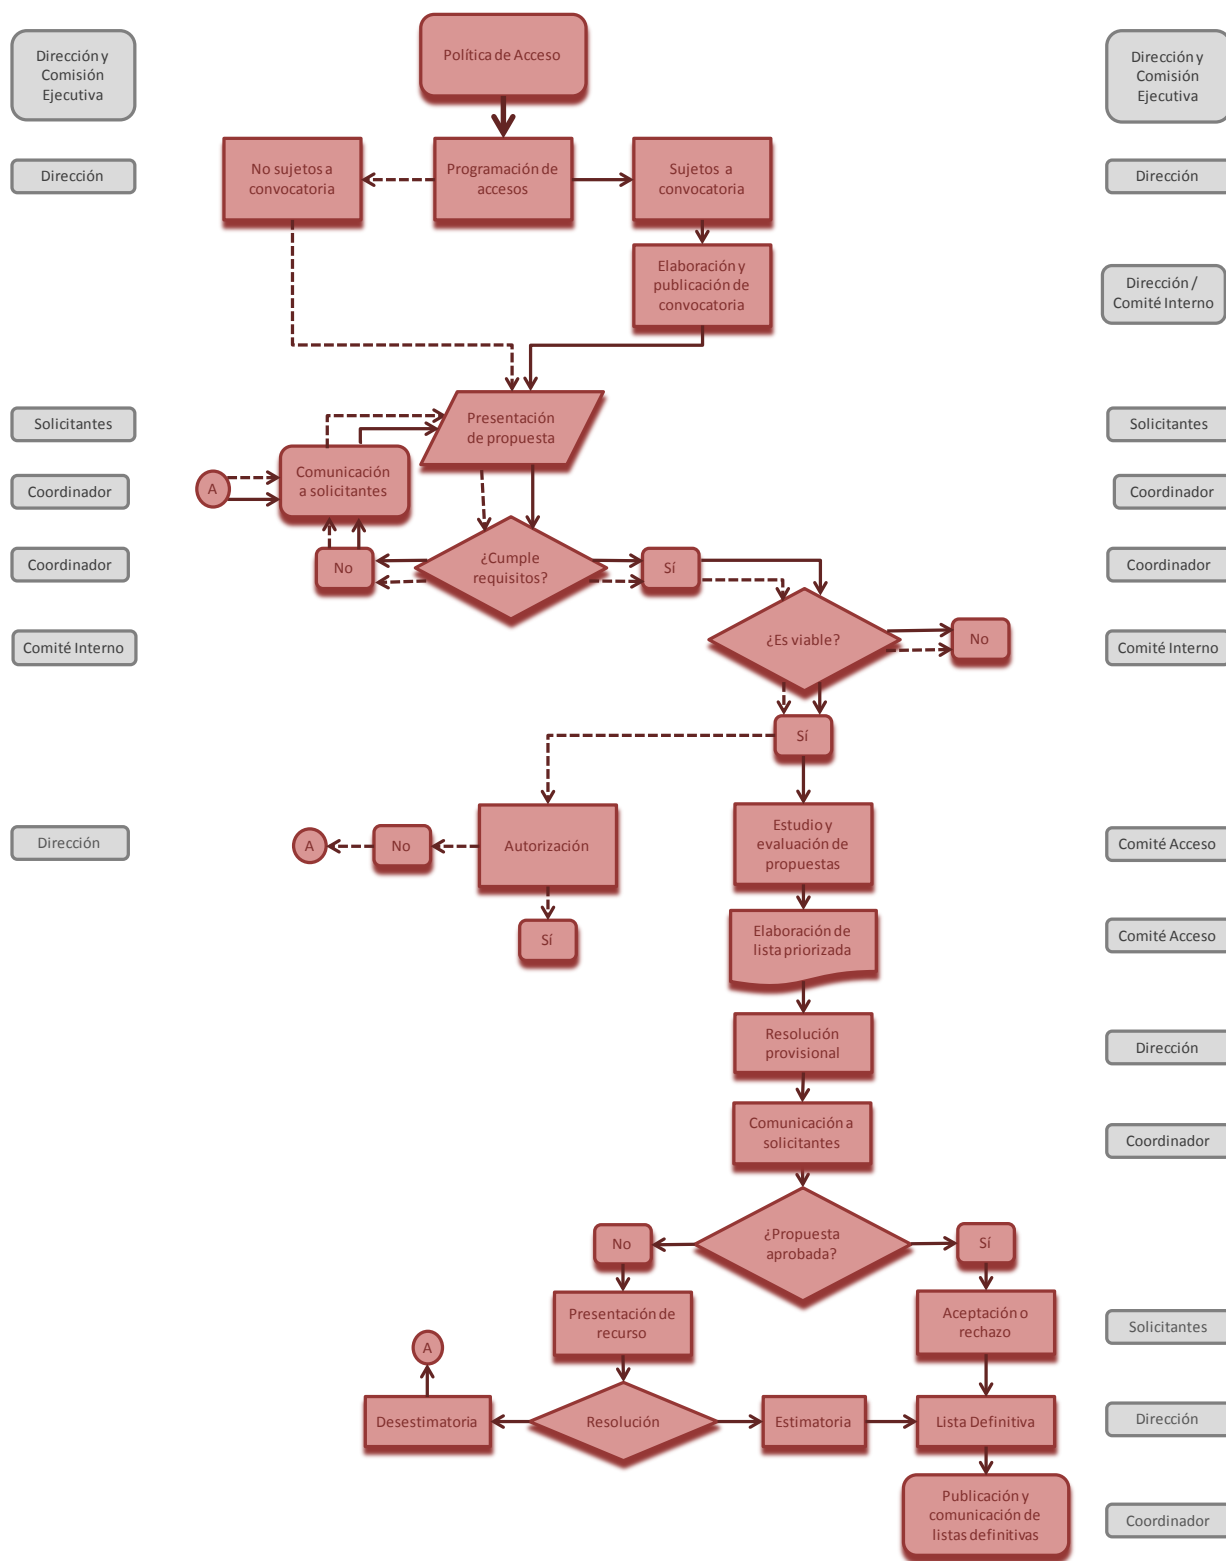 Política de Acceso
Dirección y
Comisión
Ejecutiva
Dirección y
Comisión
Ejecutiva
Dirección
No sujetos a
convocatoria
Programación de
accesos
Sujetos a
convocatoria
Dirección
Elaboración y
publicación de
convocatoria
Dirección /
Comité Interno
Solicitantes
Presentación
de propuesta
Solicitantes
Coordinador
A
Comunicación
a solicitantes
Coordinador
Coordinador
No
¿Cumple
requisitos?
Sí
Coordinador
Comité Interno
¿Es viable?
No
Comité Interno
Sí
Dirección
A
No
Autorización
Estudio y
evaluación de
propuestas
Comité Acceso
Sí
Elaboración de
lista priorizada
Comité Acceso
Resolución
provisional
Dirección
Comunicación a
solicitantes
Coordinador
No
¿Propuesta
aprobada?
Sí
Presentación de
recurso
Aceptación o
rechazo
Solicitantes
A
Desestimatoria
Resolución
Estimatoria
Lista Definitiva
Dirección
Publicación y
comunicación de
listas definitivas
Coordinador